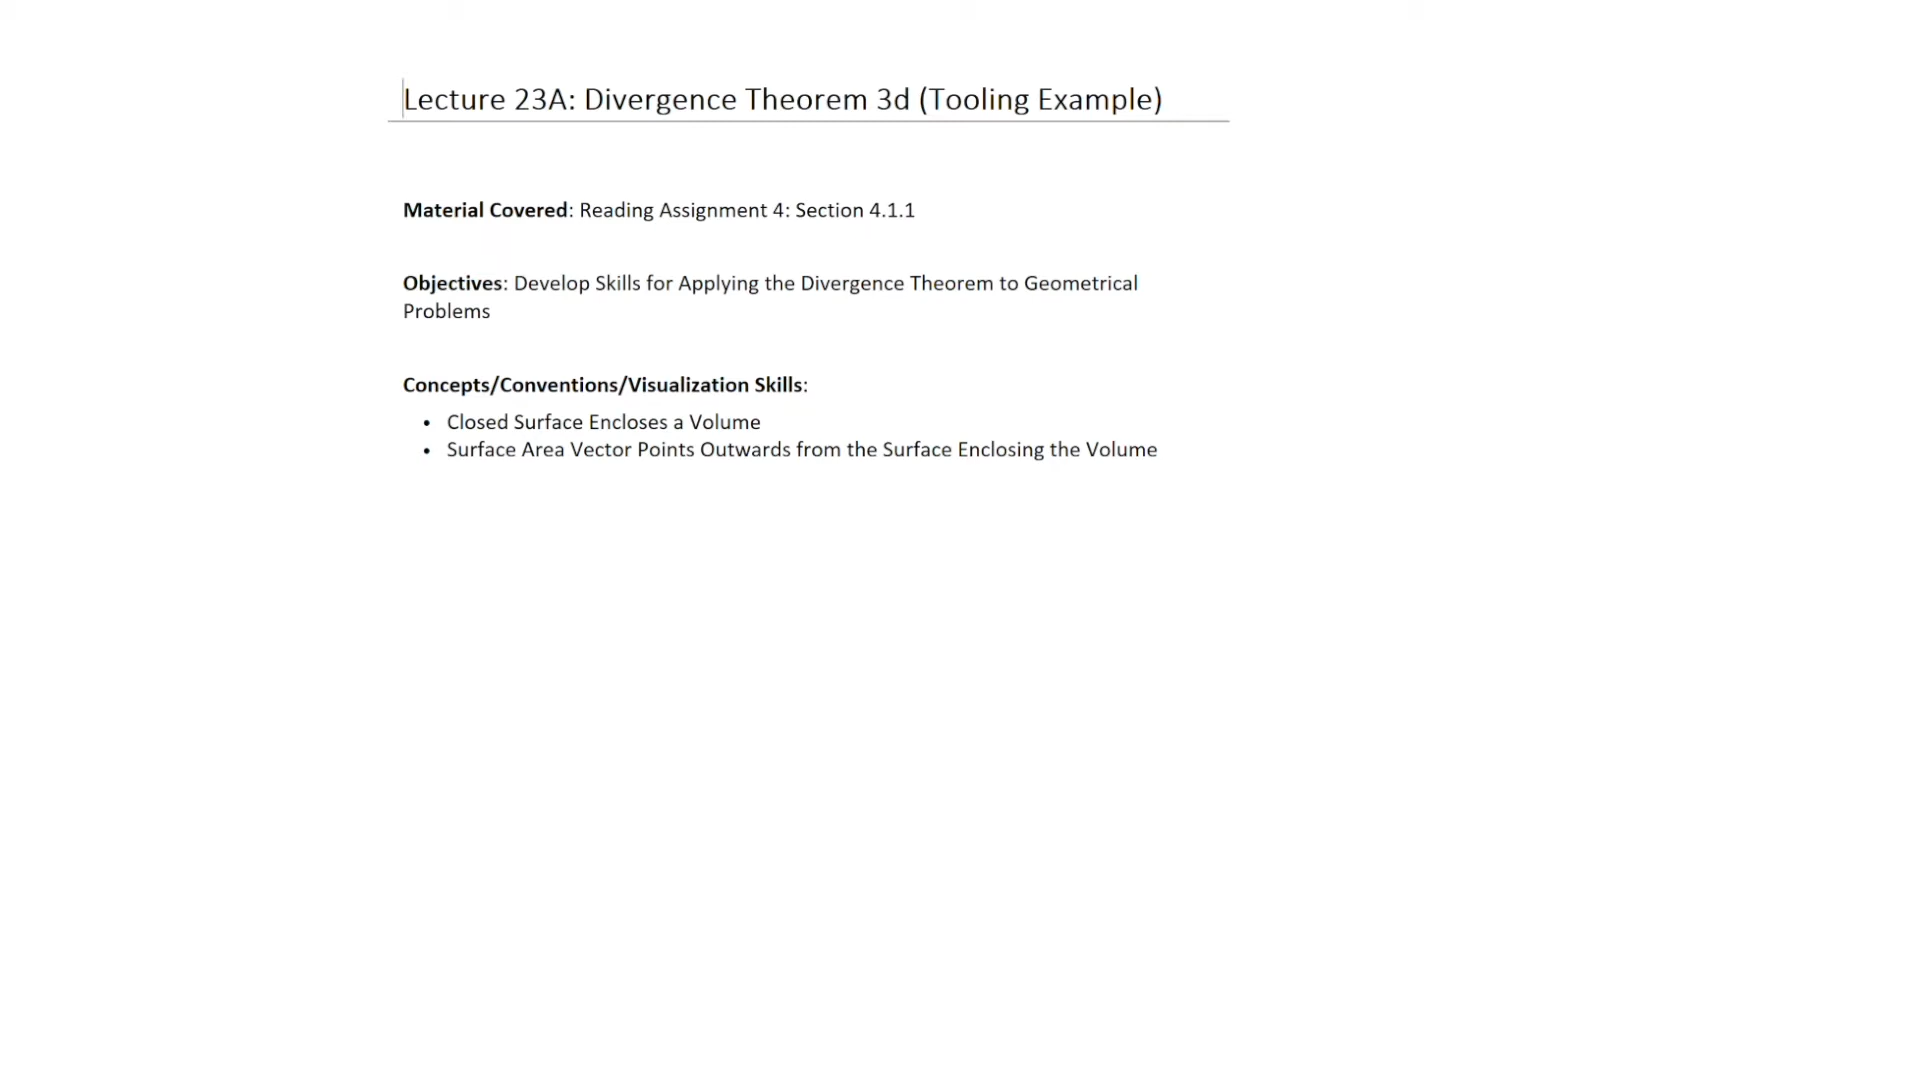 Lecture 23A: Divergence Theorem 3d (Tooling Example)
Material Covered: Reading Assignment 4: Section 4.1.1
Objectives: Develop Skills for Applying the Divergence Theorem to Geometrical
Problems
Concepts/Conventions/Visualization Skills:
• Closed Surface Encloses a Volume
• Surface Area Vector Points Outwards from the Surface Enclosing the Volume